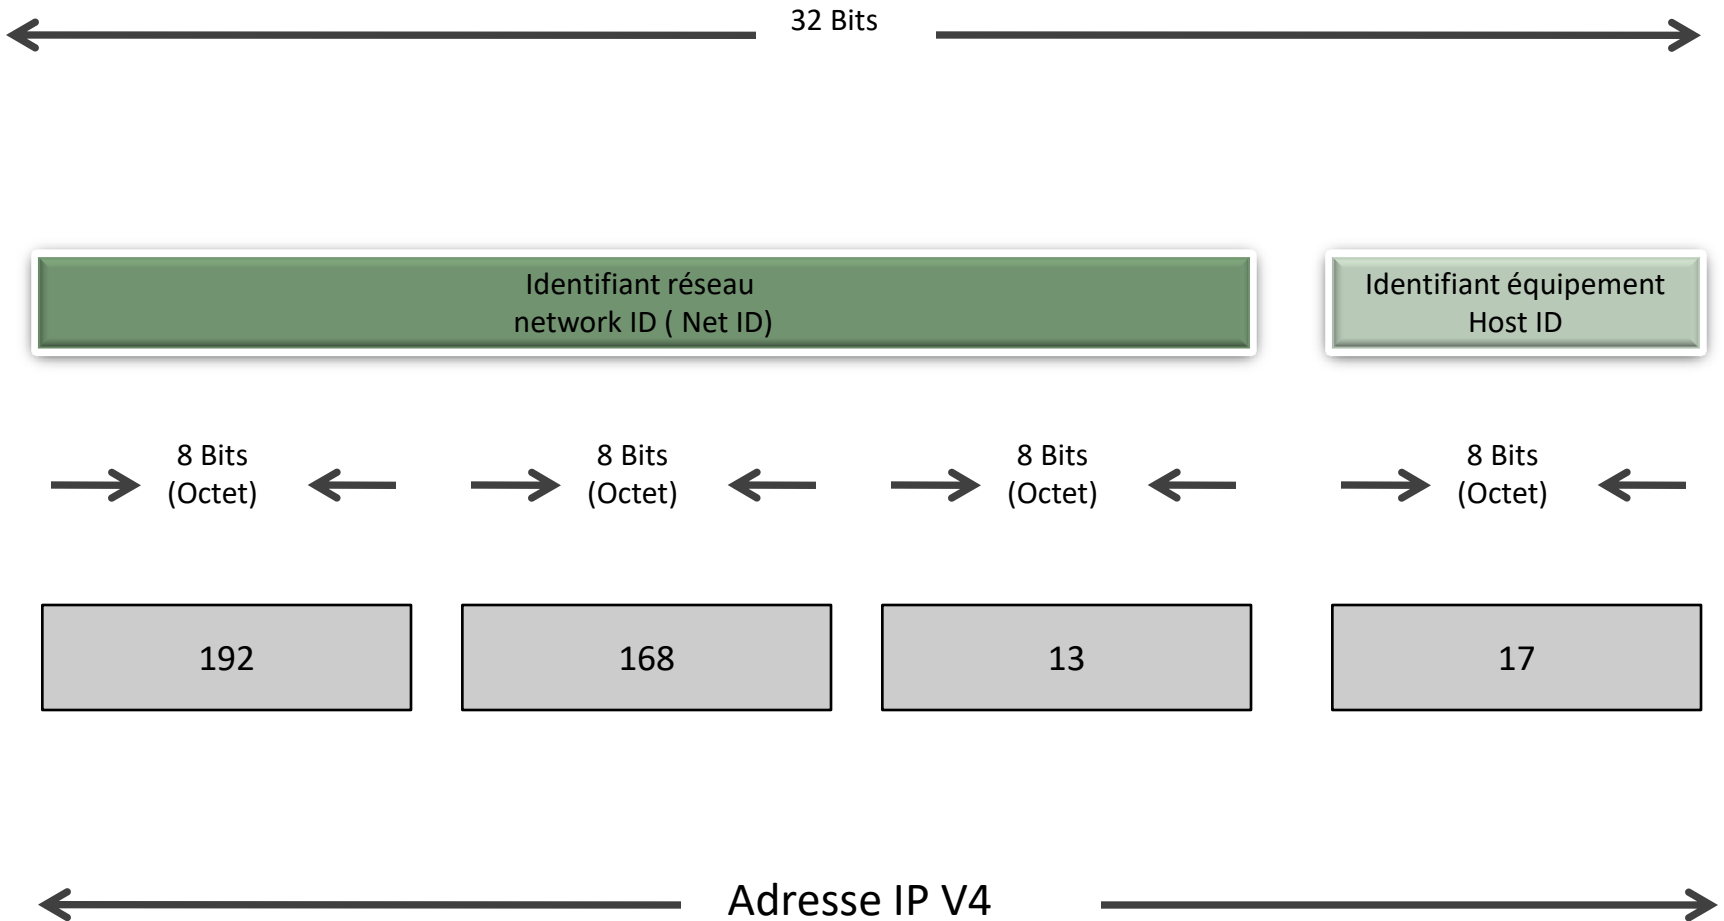 32 Bits
Identifiant réseau
network ID ( Net ID)
Identifiant équipement
Host ID
8 Bits
(Octet)
8 Bits
(Octet)
8 Bits
(Octet)
8 Bits
(Octet)
192
168
13
17
Adresse IP V4